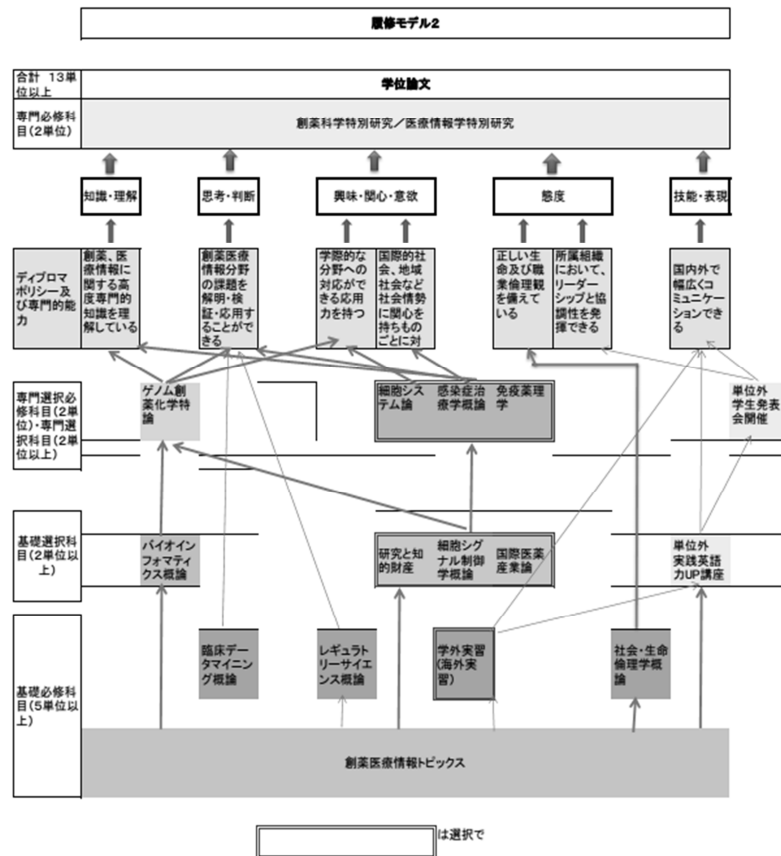 履修モデル2
合計 13単
位以上
学位論文
専門必修科
目(2単位)
創薬科学特別研究/医療情報学特別研究
知識・理解
思考・判断
興味・関心・意欲
態度
技能・表現
ディプロマ
ポリシー及
び専門的能
力
創薬、医
療情報に
関する高
度専門的
知識を理
解している
創薬医療
情報分野
の課題を
解明・検
証・応用す
ることがで
きる
学際的な
分野への
対応がで
きる応用
力を持つ
国際的社
会、地域
社会など
社会情勢
に関心を
持ちもの
ごとに対
正しい生
命及び職
業倫理観
を備えて
いる
所属組織
において、
リーダー
シップと協
調性を発
揮できる
国内外で
幅広くコ
ミュニケー
ションでき
る
専門選択必
修科目(2単
位)・専門選
択科目(2単
位以上)
ゲノム創
薬化学特
論
細胞シス
テム論
感染症治
療学概論
免疫薬理
学
単位外
学生発表
会開催
基礎選択科目
(2単位以
上)
バイオイン
フォマティ
クス概論
研究と知
的財産
細胞シグ
ナル制御
学概論
国際医薬
産業論
単位外
実践英語
力UP講座
基礎必修科
目(5単位以
上)
臨床デー
タマイニン
グ概論
レギュラト
リーサイエ
ンス概論
学外実習
(海外実
習)
社会・生命
倫理学概
論
創薬医療情報トピックス
は選択で